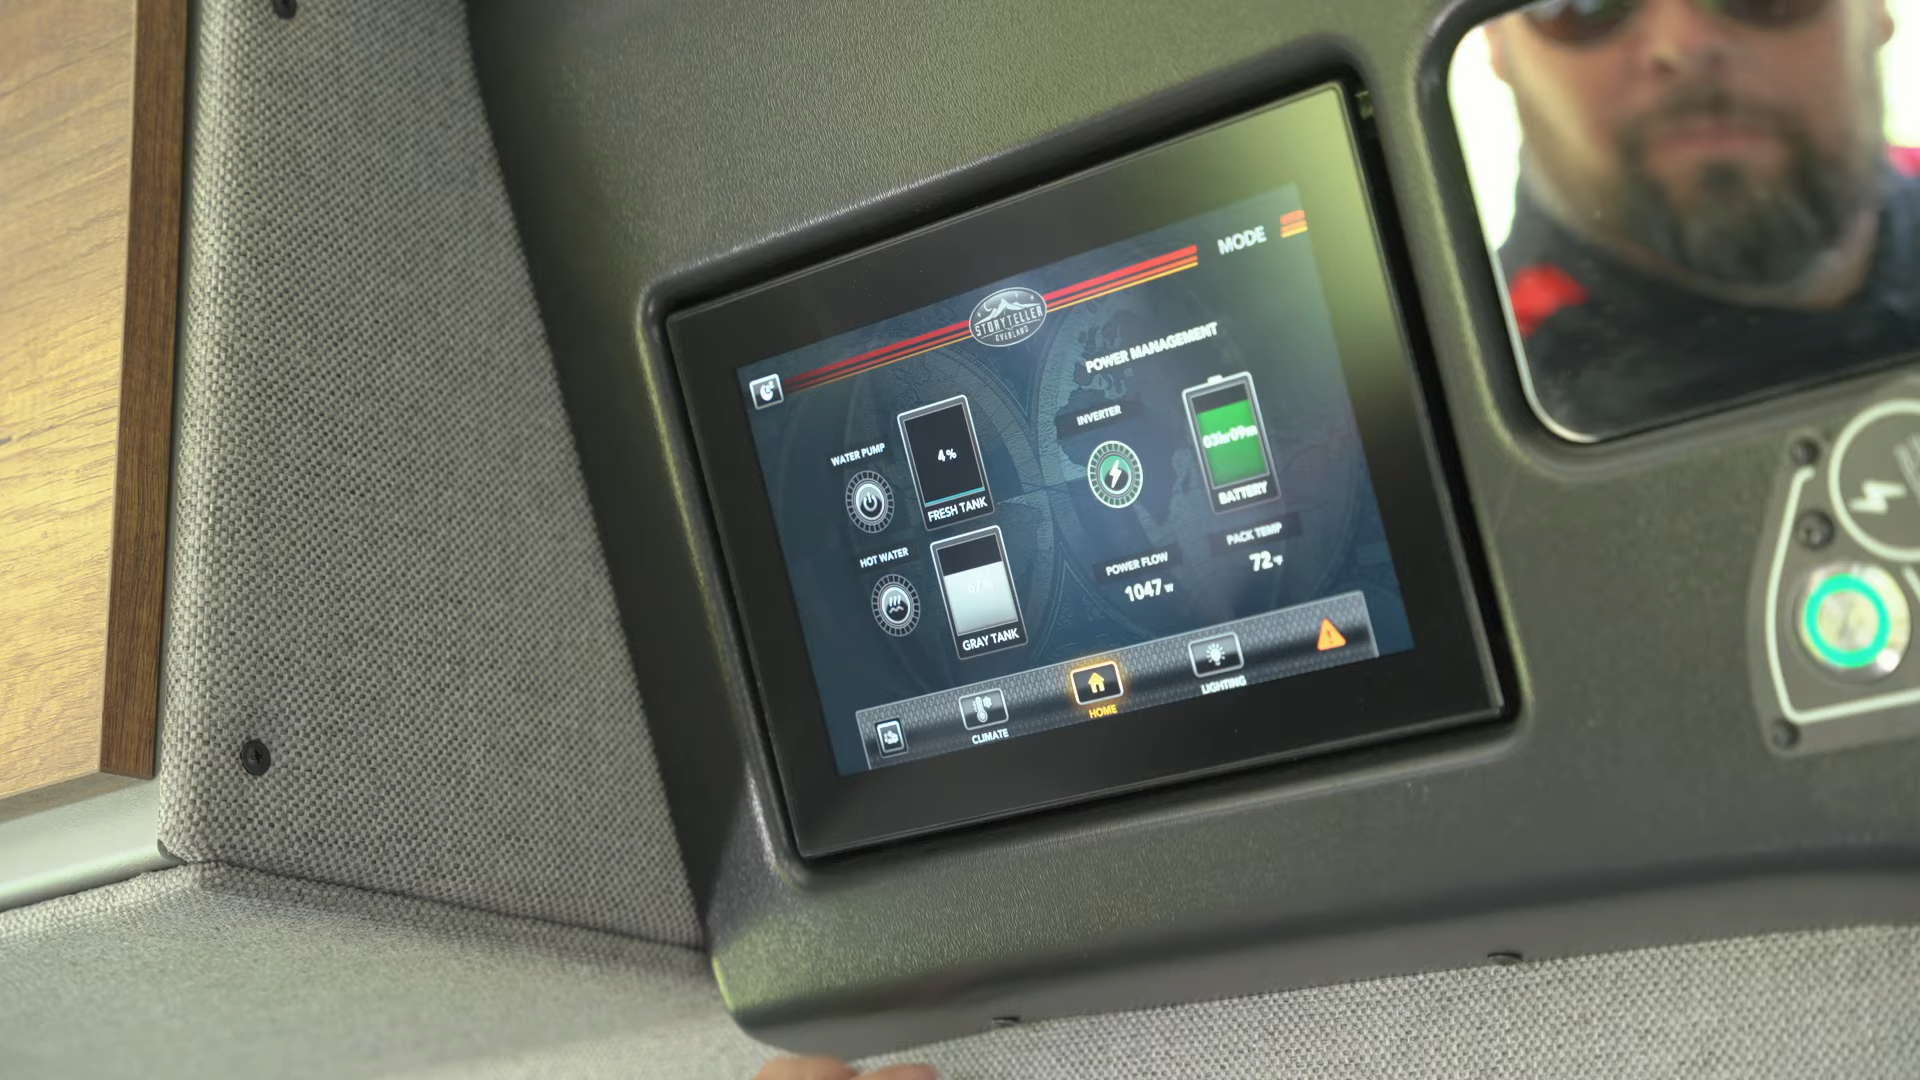 MODE
STORYTELLER
OVERLAND
POWER MANAGEMENT
INVERTER
WATER PUMP
4%
03hr09m
FRESH TANK
BATTERY
HOT WATER
PACK TEMP
72°F
POWER FLOW
1047 w
GRAY TANK
CLIMATE
HOME
LIGHTING